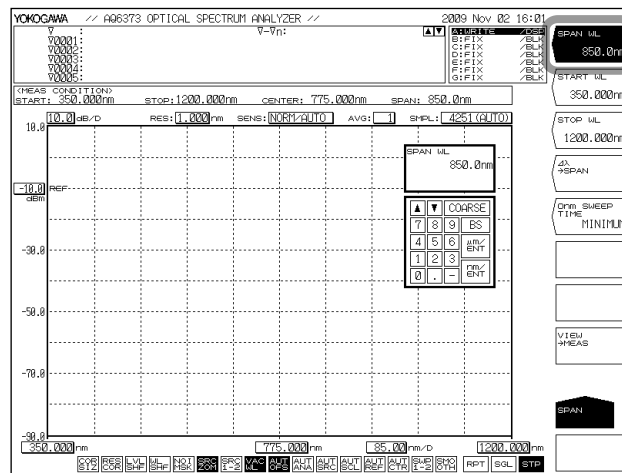 YOKOGAWA // AQ6373 OPTICAL SPECTRUM ANALYZER // 2009 Nov 02 16:01
∇ : ∇-∇n: ▲▼ A:WRITE /DSP
∇0001: B:FIX /BLK
∇0002: C:FIX /BLK
∇0003: D:FIX /BLK
∇0004: E:FIX /BLK
∇0005: F:FIX /BLK
G:FIX /BLK
<MEAS CONDITION>
START: 350.000nm STOP:1200.000nm CENTER: 775.000nm SPAN: 850.0nm
10.0 dB/D RES: 1.000 nm SENS: NORM/AUTO AVG: 1 SMPL: 4251(AUTO)
10.0
-10.0 REF
dBm
-30.0
-50.0
-70.0
-90.0
SPAN WL
850.0nm
▲ ▼ COARSE
7 8 9 BS
4 5 6 μm/ENT
1 2 3 nm/ENT
0 . -
350.000 nm 775.000 nm 85.00 nm/D 1200.000 nm
COR SIZ RES COR LVL SHF WL SHF NOI MSK SRC ZOM SRC 1-2 VAC WL AUT OFS AUT ANA AUT SRC AUT SCL AUT REF AUT CTR SWP 1-2 SMO OTH RPT SGL STP
SPAN WL
850.0nm
START WL
350.000nm
STOP WL
1200.000nm
Δλ
→SPAN
0nm SWEEP
TIME
MINIMUM
VIEW
→MEAS
SPAN